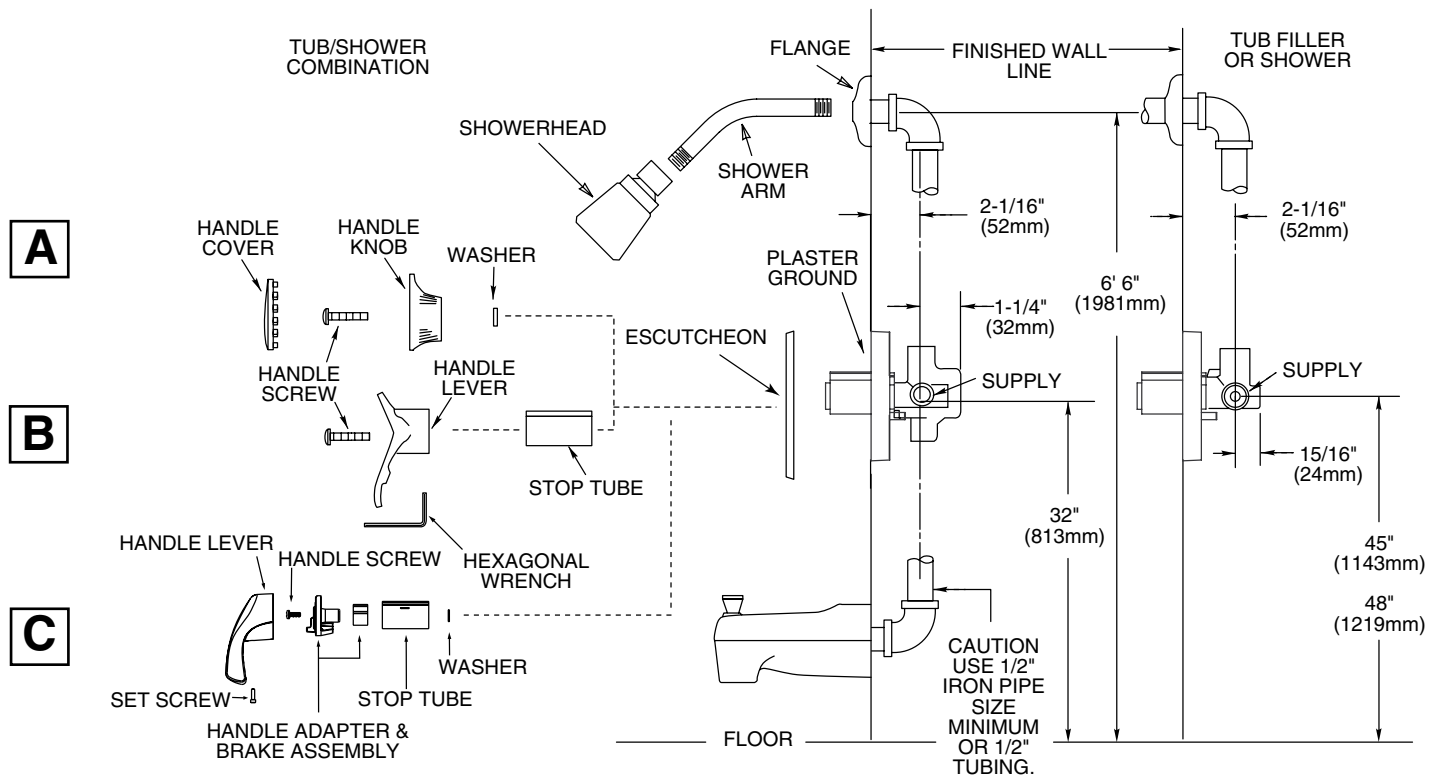 TUB/SHOWER
COMBINATION
FLANGE
FINISHED WALL
LINE
TUB FILLER
OR SHOWER
SHOWERHEAD
SHOWER
ARM
2-1/16"
(52mm)
2-1/16"
(52mm)
A
HANDLE
COVER
HANDLE
KNOB
WASHER
PLASTER
GROUND
6' 6"
(1981mm)
1-1/4"
(32mm)
ESCUTCHEON
HANDLE
SCREW
HANDLE
LEVER
SUPPLY
SUPPLY
B
STOP TUBE
15/16"
(24mm)
32"
(813mm)
HANDLE LEVER
HANDLE SCREW
HEXAGONAL
WRENCH
45"
(1143mm)
48"
(1219mm)
C
WASHER
SET SCREW
STOP TUBE
HANDLE ADAPTER &
BRAKE ASSEMBLY
CAUTION
USE 1/2"
IRON PIPE
SIZE
MINIMUM
OR 1/2"
TUBING.
FLOOR